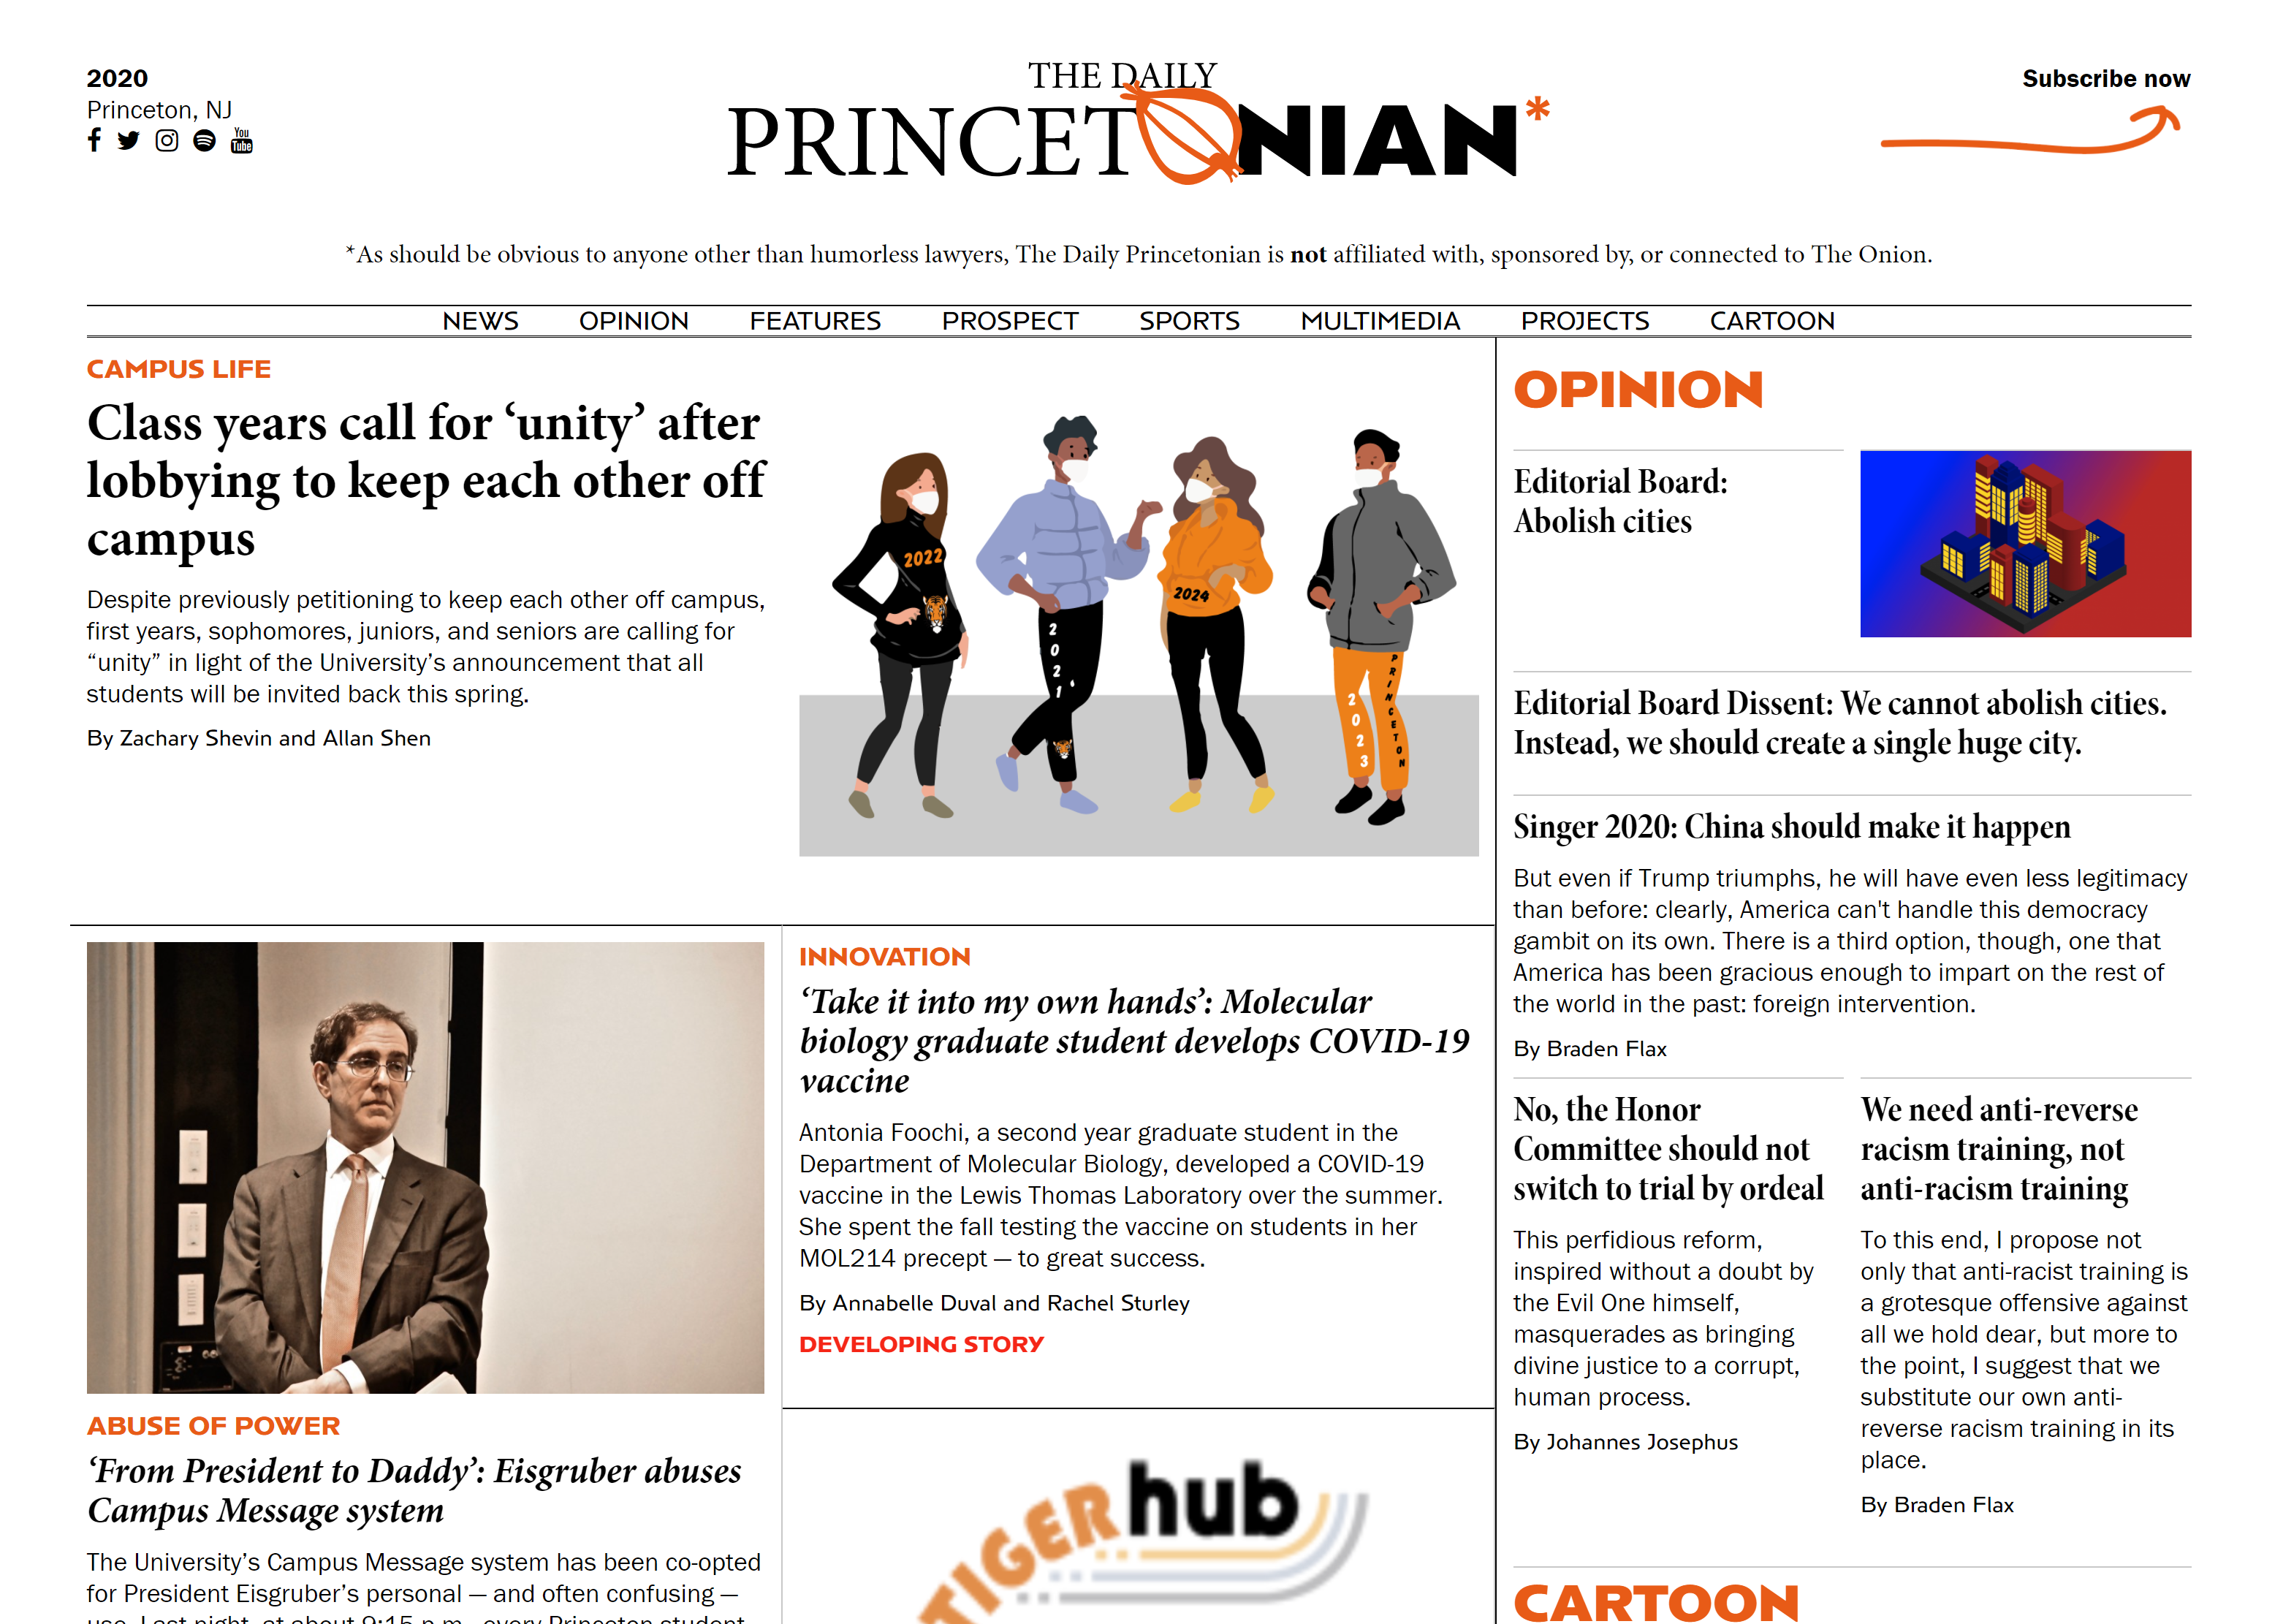 2020
Princeton, NJ
You
Tube
THE DAILY
PRINCETONIAN*
Subscribe now
*As should be obvious to anyone other than humorless lawyers, The Daily Princetonian is not affiliated with, sponsored by, or connected to The Onion.
NEWS OPINION FEATURES PROSPECT SPORTS MULTIMEDIA PROJECTS CARTOON
CAMPUS LIFE
Class years call for ‘unity’ after
lobbying to keep each other off
campus
Despite previously petitioning to keep each other off campus,
first years, sophomores, juniors, and seniors are calling for
“unity” in light of the University’s announcement that all
students will be invited back this spring.
By Zachary Shevin and Allan Shen
2022
2021
2024
2023
PRINCETON
ABUSE OF POWER
‘From President to Daddy’: Eisgruber abuses
Campus Message system
The University’s Campus Message system has been co-opted
for President Eisgruber’s personal — and often confusing —
use. Last night, at about 9:15 p.m., every Princeton student
INNOVATION
‘Take it into my own hands’: Molecular
biology graduate student develops COVID-19
vaccine
Antonia Foochi, a second year graduate student in the
Department of Molecular Biology, developed a COVID-19
vaccine in the Lewis Thomas Laboratory over the summer.
She spent the fall testing the vaccine on students in her
MOL214 precept — to great success.
By Annabelle Duval and Rachel Sturley
DEVELOPING STORY
TIGERhub
OPINION
Editorial Board:
Abolish cities
Editorial Board Dissent: We cannot abolish cities.
Instead, we should create a single huge city.
Singer 2020: China should make it happen
But even if Trump triumphs, he will have even less legitimacy
than before: clearly, America can't handle this democracy
gambit on its own. There is a third option, though, one that
America has been gracious enough to impart on the rest of
the world in the past: foreign intervention.
By Braden Flax
No, the Honor
Committee should not
switch to trial by ordeal
This perfidious reform,
inspired without a doubt by
the Evil One himself,
masquerades as bringing
divine justice to a corrupt,
human process.
By Johannes Josephus
We need anti-reverse
racism training, not
anti-racism training
To this end, I propose not
only that anti-racist training is
a grotesque offensive against
all we hold dear, but more to
the point, I suggest that we
substitute our own anti-
reverse racism training in its
place.
By Braden Flax
CARTOON